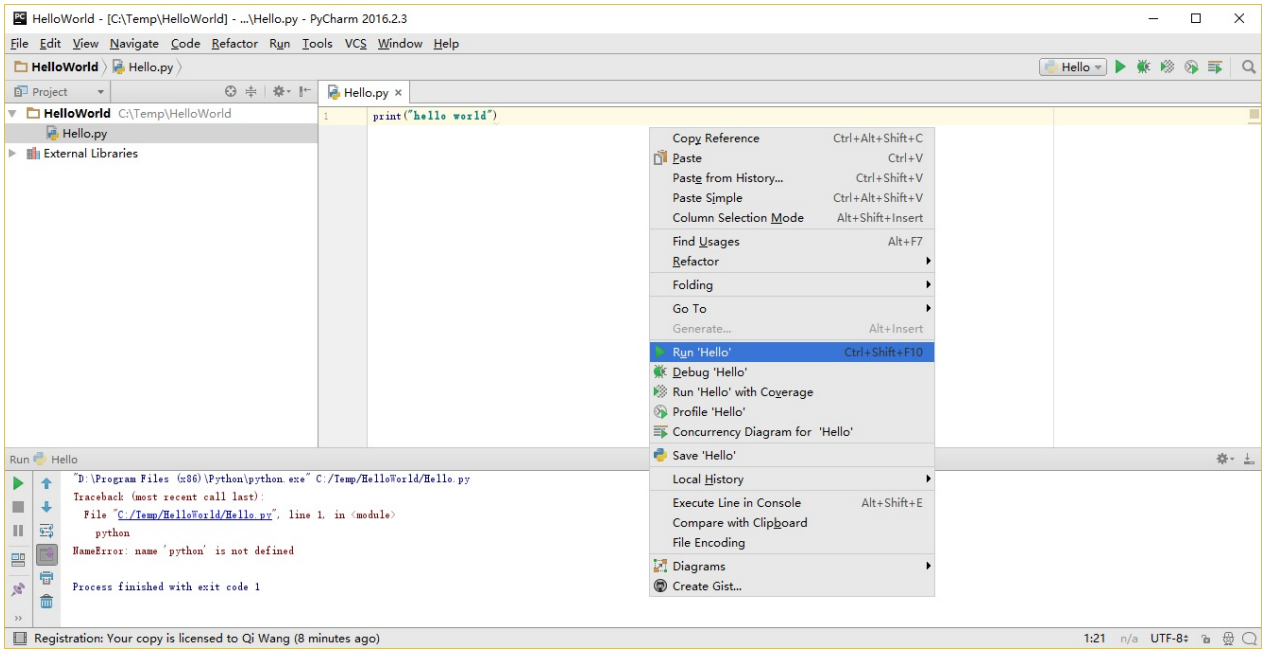 HelloWorld - [C:\Temp\HelloWorld] - ...\Hello.py - PyCharm 2016.2.3
File Edit View Navigate Code Refactor Run Tools VCS Window Help
HelloWorld Hello.py
Hello
Project
Hello.py ×
HelloWorld C:\Temp\HelloWorld
Hello.py
External Libraries
1 print("hello world")
Copy Reference Ctrl+Alt+Shift+C
Paste Ctrl+V
Paste from History... Ctrl+Shift+V
Paste Simple Ctrl+Alt+Shift+V
Column Selection Mode Alt+Shift+Insert
Find Usages Alt+F7
Refactor
Folding
Go To
Generate... Alt+Insert
Run 'Hello' Ctrl+Shift+F10
Debug 'Hello'
Run 'Hello' with Coverage
Profile 'Hello'
Concurrency Diagram for 'Hello'
Save 'Hello'
Local History
Execute Line in Console Alt+Shift+E
Compare with Clipboard
File Encoding
Diagrams
Create Gist...
Run Hello
"D:\Program Files (x86)\Python\python.exe" C:/Temp/HelloWorld/Hello.py
Traceback (most recent call last):
File "C:/Temp/HelloWorld/Hello.py", line 1, in <module>
python
NameError: name 'python' is not defined
Process finished with exit code 1
Registration: Your copy is licensed to Qi Wang (8 minutes ago)
1:21 n/a UTF-8